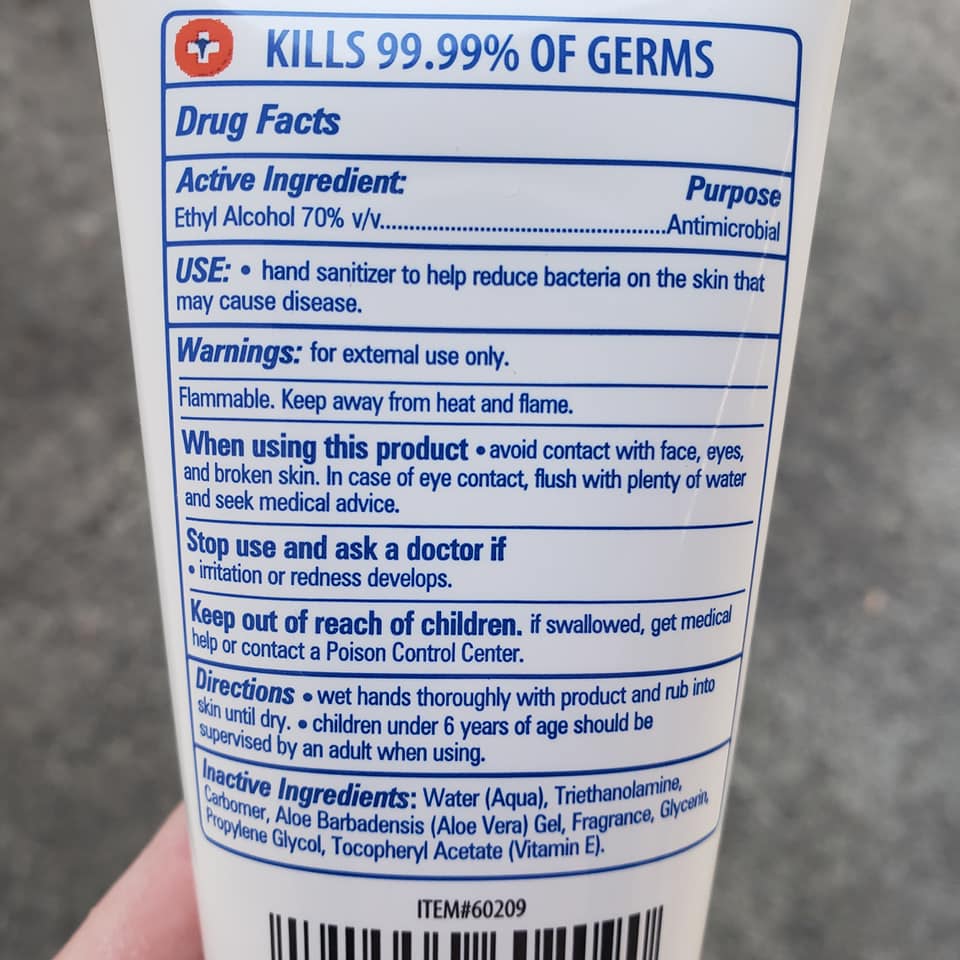 KILLS 99.99% OF GERMS
Drug Facts
Active Ingredient: Purpose
Ethyl Alcohol 70% v/v..................................................Antimicrobial
USE: • hand sanitizer to help reduce bacteria on the skin that
may cause disease.
Warnings: for external use only.
Flammable. Keep away from heat and flame.
When using this product • avoid contact with face, eyes,
and broken skin. In case of eye contact, flush with plenty of water
and seek medical advice.
Stop use and ask a doctor if
• irritation or redness develops.
Keep out of reach of children. if swallowed, get medical
help or contact a Poison Control Center.
Directions • wet hands thoroughly with product and rub into
skin until dry. • children under 6 years of age should be
supervised by an adult when using.
Inactive Ingredients: Water (Aqua), Triethanolamine,
Carbomer, Aloe Barbadensis (Aloe Vera) Gel, Fragrance, Glycerin,
Propylene Glycol, Tocopheryl Acetate (Vitamin E).
ITEM#60209